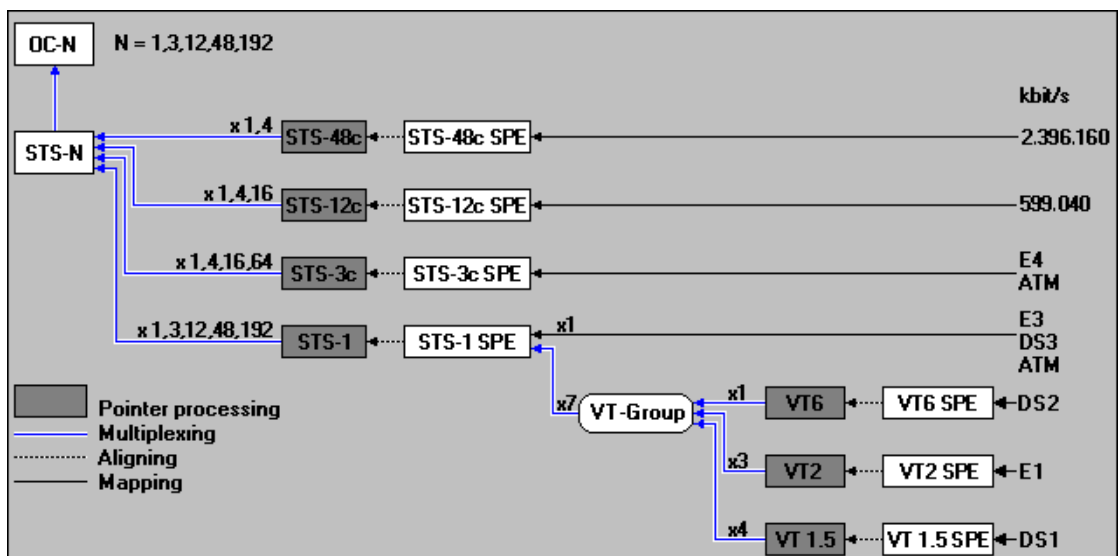 OC-N N = 1,3,12,48,192
kbit/s
x 1,4 STS-48c STS-48c SPE 2.396.160
STS-N
x 1,4,16 STS-12c STS-12c SPE 599.040
x 1,4,16,64 STS-3c STS-3c SPE E4
ATM
x 1,3,12,48,192 STS-1 STS-1 SPE x1 E3
DS3
ATM
Pointer processing
Multiplexing
Aligning
Mapping
x7 VT-Group x1 VT6 VT6 SPE DS2
x3 VT2 VT2 SPE E1
x4 VT 1.5 VT 1.5 SPE DS1